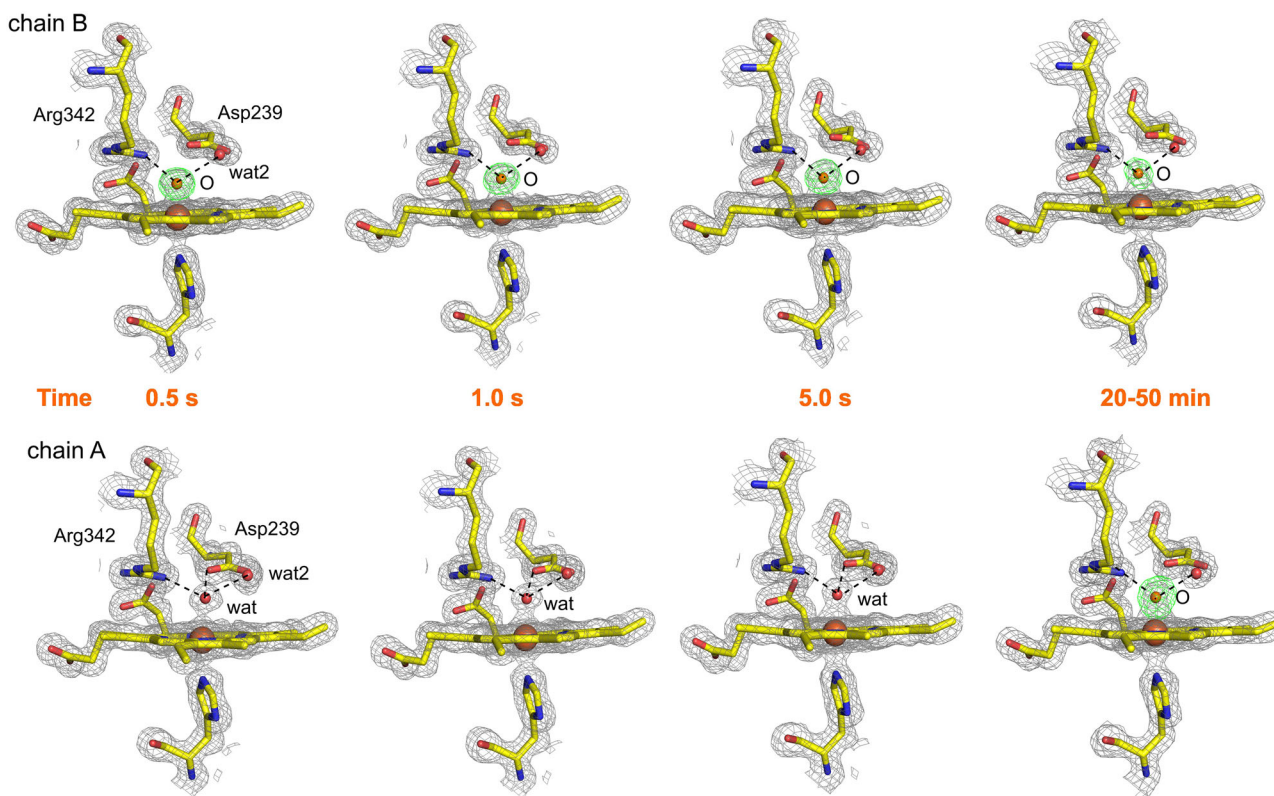 chain B
Arg342
Asp239
wat2
O
O
O
O
Time 0.5 s 1.0 s 5.0 s 20-50 min
chain A
Arg342
Asp239
wat2
wat
wat
wat
O